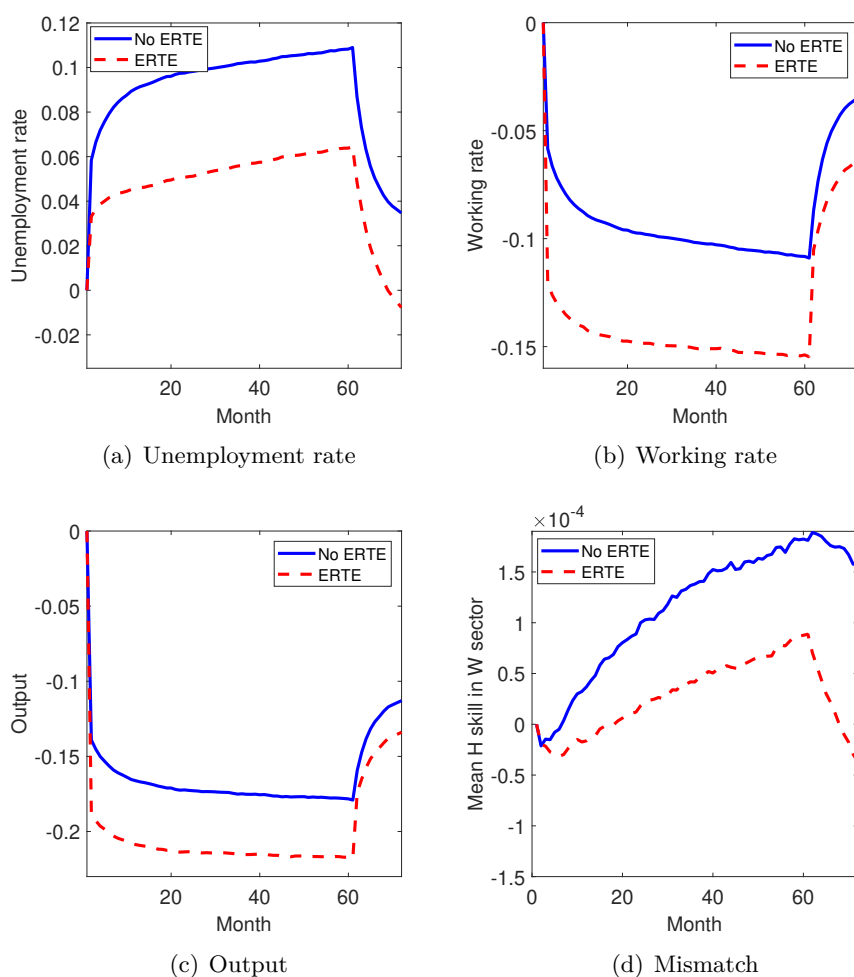 0.12
0.1
0.08
0.06
0.04
0.02
0
-0.02
Unemployment rate
No ERTE
ERTE
20 40 60
Month
(a) Unemployment rate
0
-0.05
-0.1
-0.15
Working rate
No ERTE
ERTE
20 40 60
Month
(b) Working rate
0
-0.05
-0.1
-0.15
-0.2
Output
No ERTE
ERTE
20 40 60
Month
(c) Output
×10-4
1.5
1
0.5
0
-0.5
-1
-1.5
Mean H skill in W sector
No ERTE
ERTE
0 20 40 60
Month
(d) Mismatch